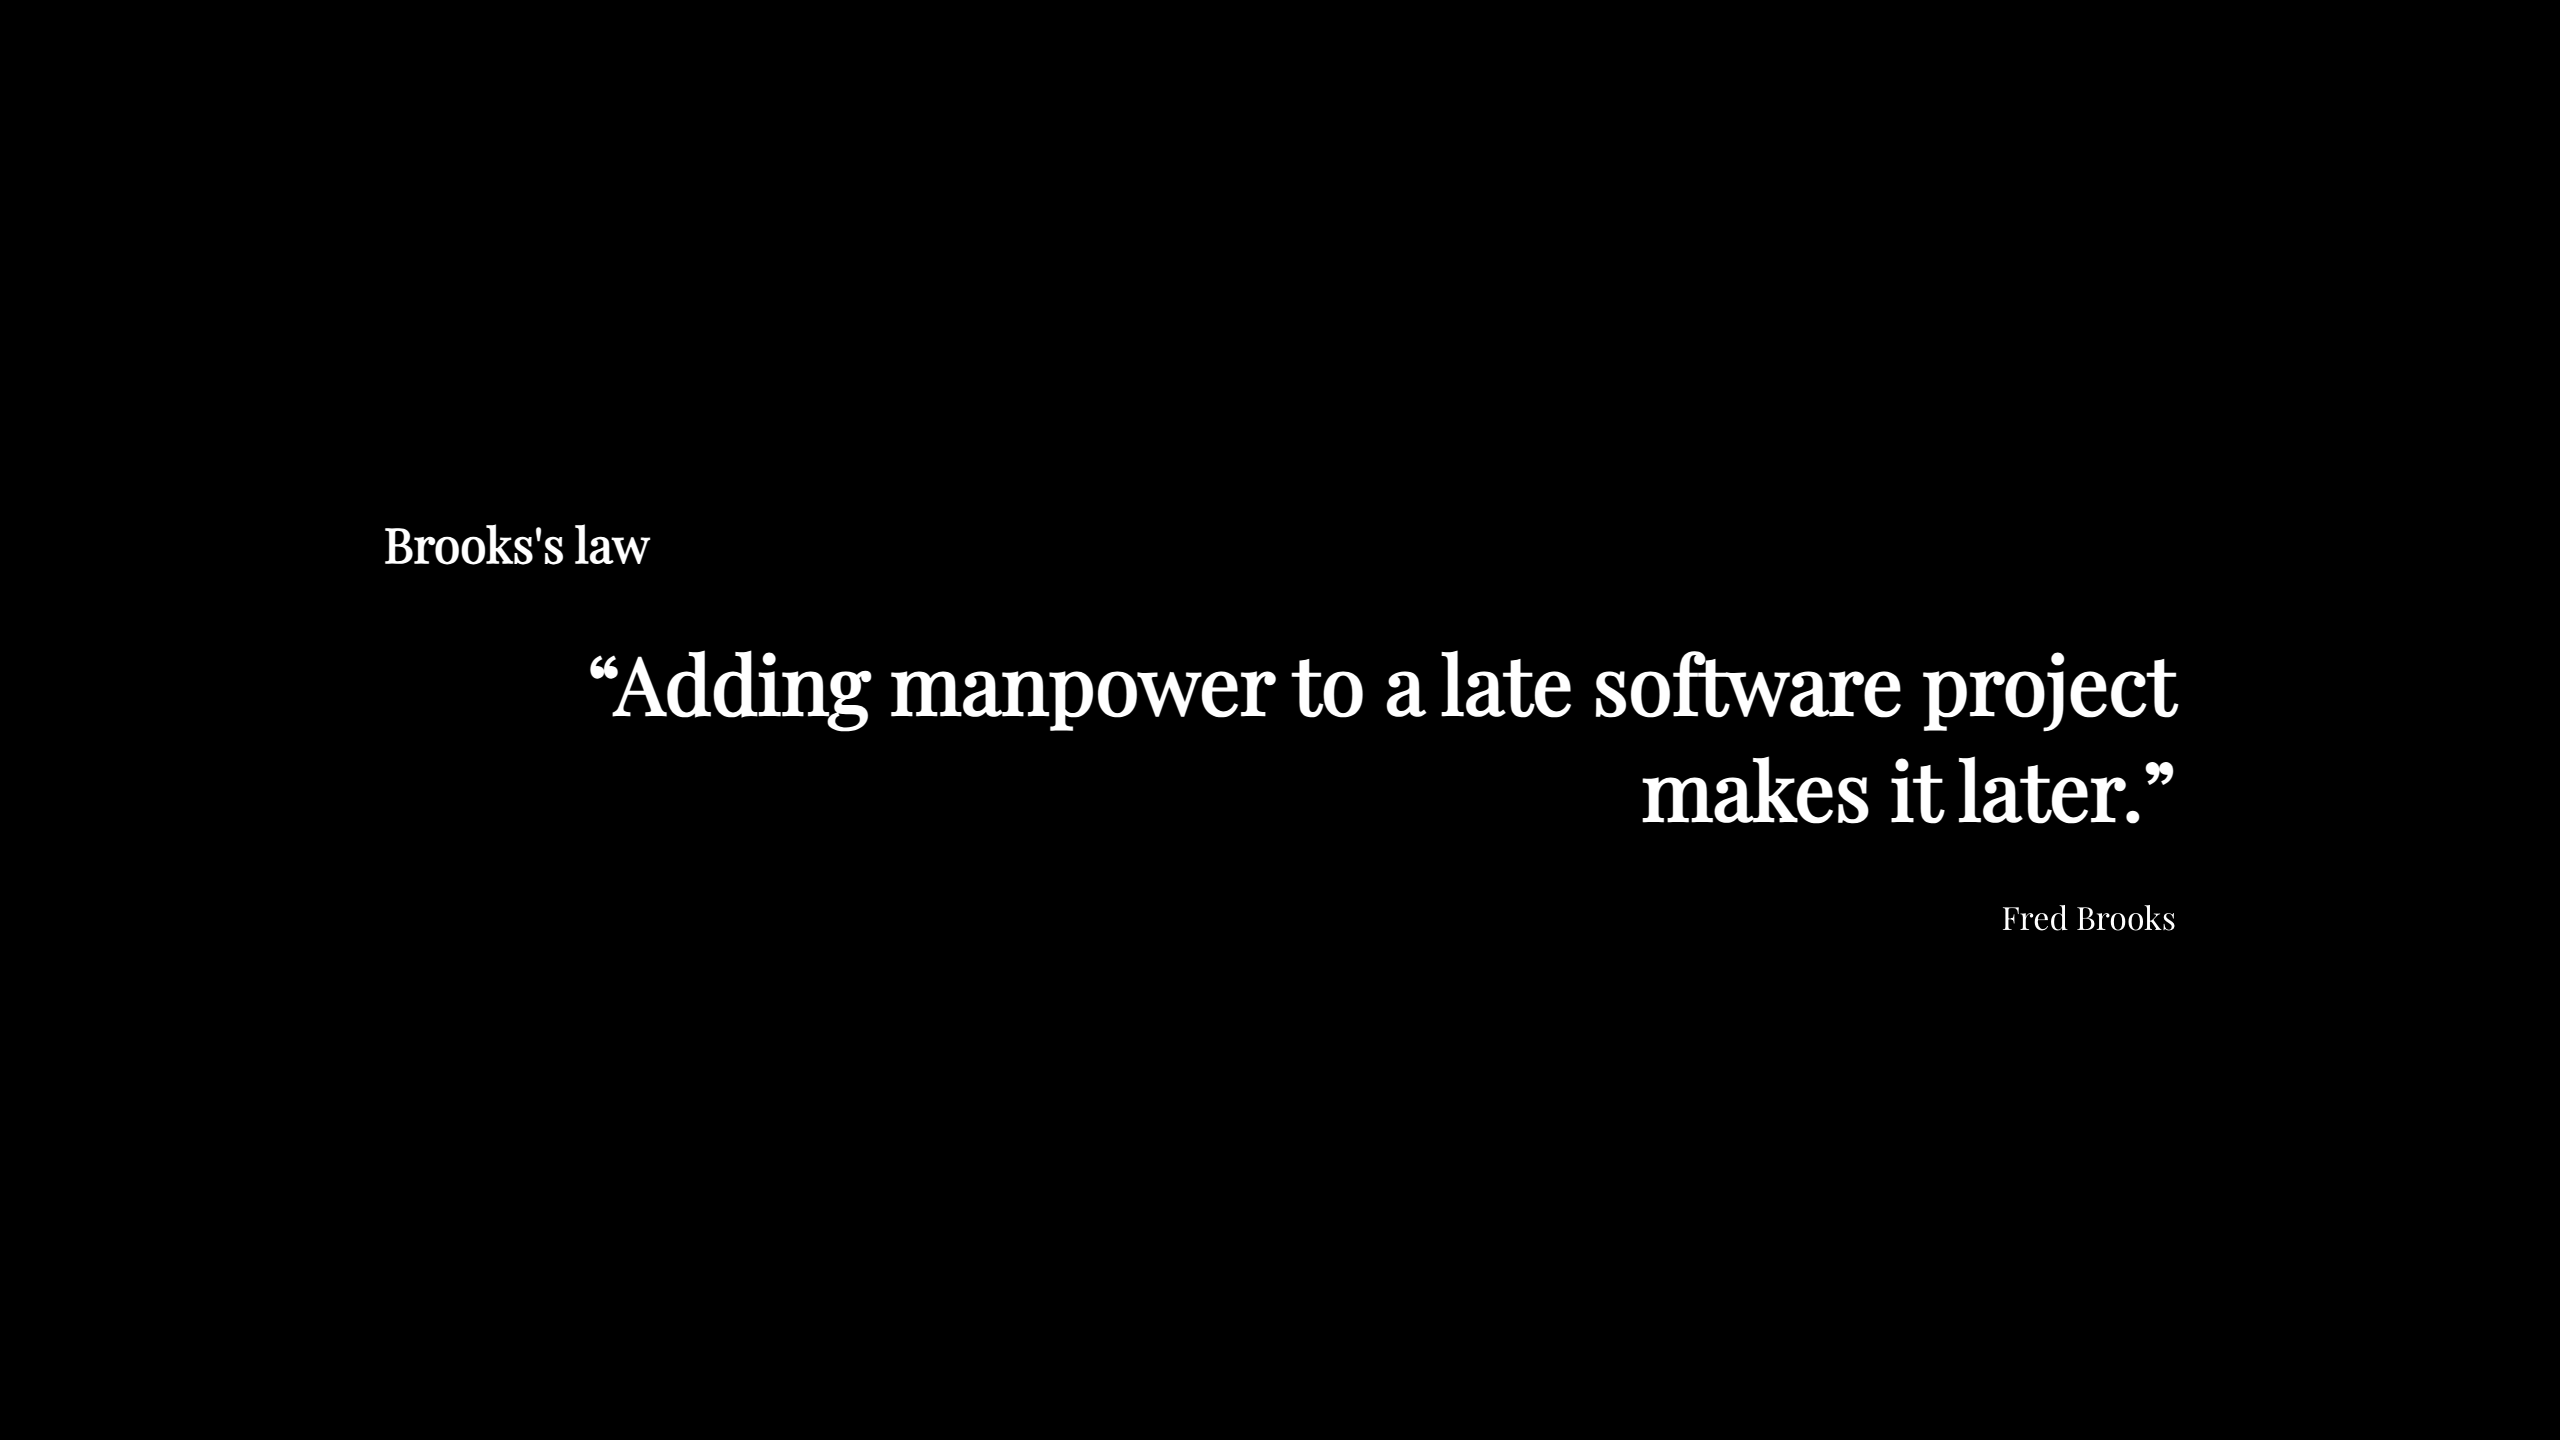 Brooks's law
“Adding manpower to a late software project
makes it later.”
Fred Brooks